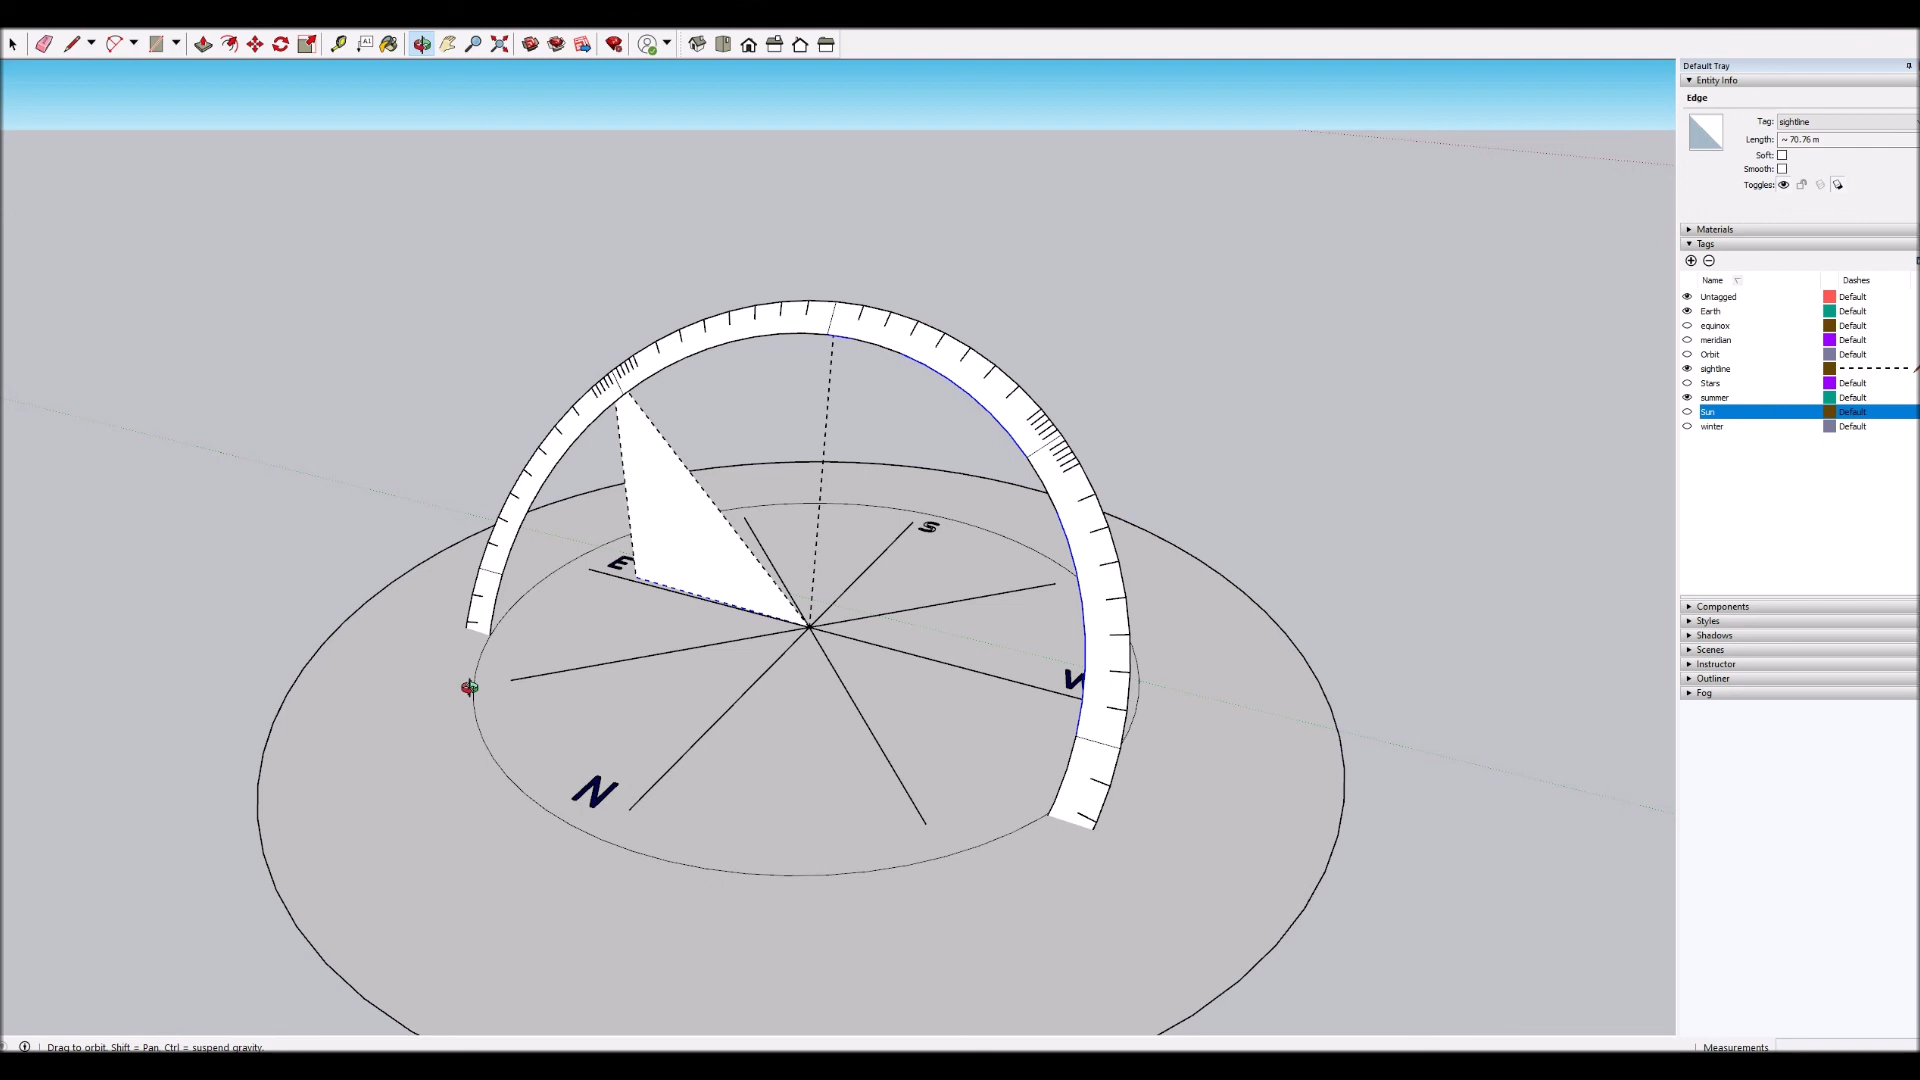 A1
Default Tray
Entity Info
Edge
Tag: sightline
Length: ~ 70.76 m
Soft:
Smooth:
Toggles:
Materials
Tags
Name Dashes
Untagged Default
Earth Default
equinox Default
meridian Default
Orbit Default
sightline
Stars Default
summer Default
Sun Default
winter Default
Components
Styles
Shadows
Scenes
Instructor
Outliner
Fog
S
E
W
N
Drag to orbit. Shift = Pan, Ctrl = suspend gravity.
Measurements